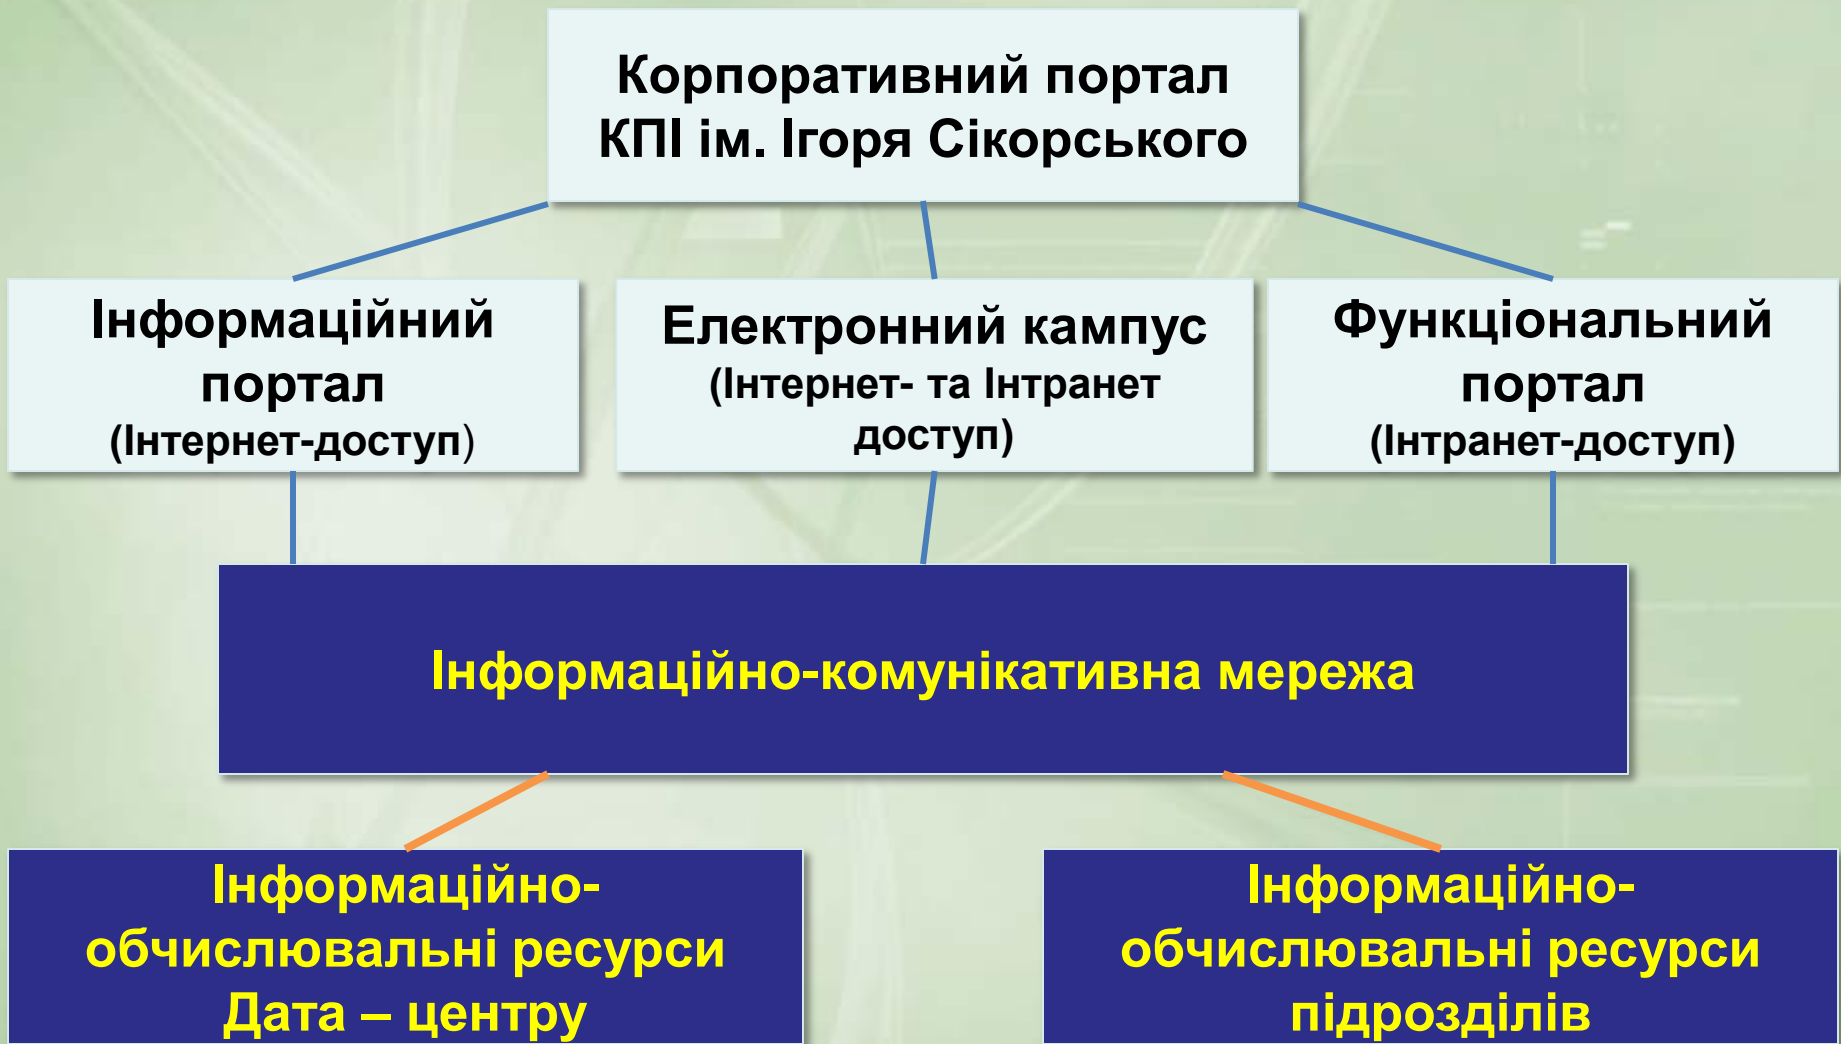 Корпоративний портал
КПІ ім. Ігоря Сікорського
Інформаційний
портал
(Інтернет-доступ)
Електронний кампус
(Інтернет- та Інтранет
доступ)
Функціональний
портал
(Інтранет-доступ)
Інформаційно-комунікативна мережа
Інформаційно-
обчислювальні ресурси
Дата – центру
Інформаційно-
обчислювальні ресурси
підрозділів